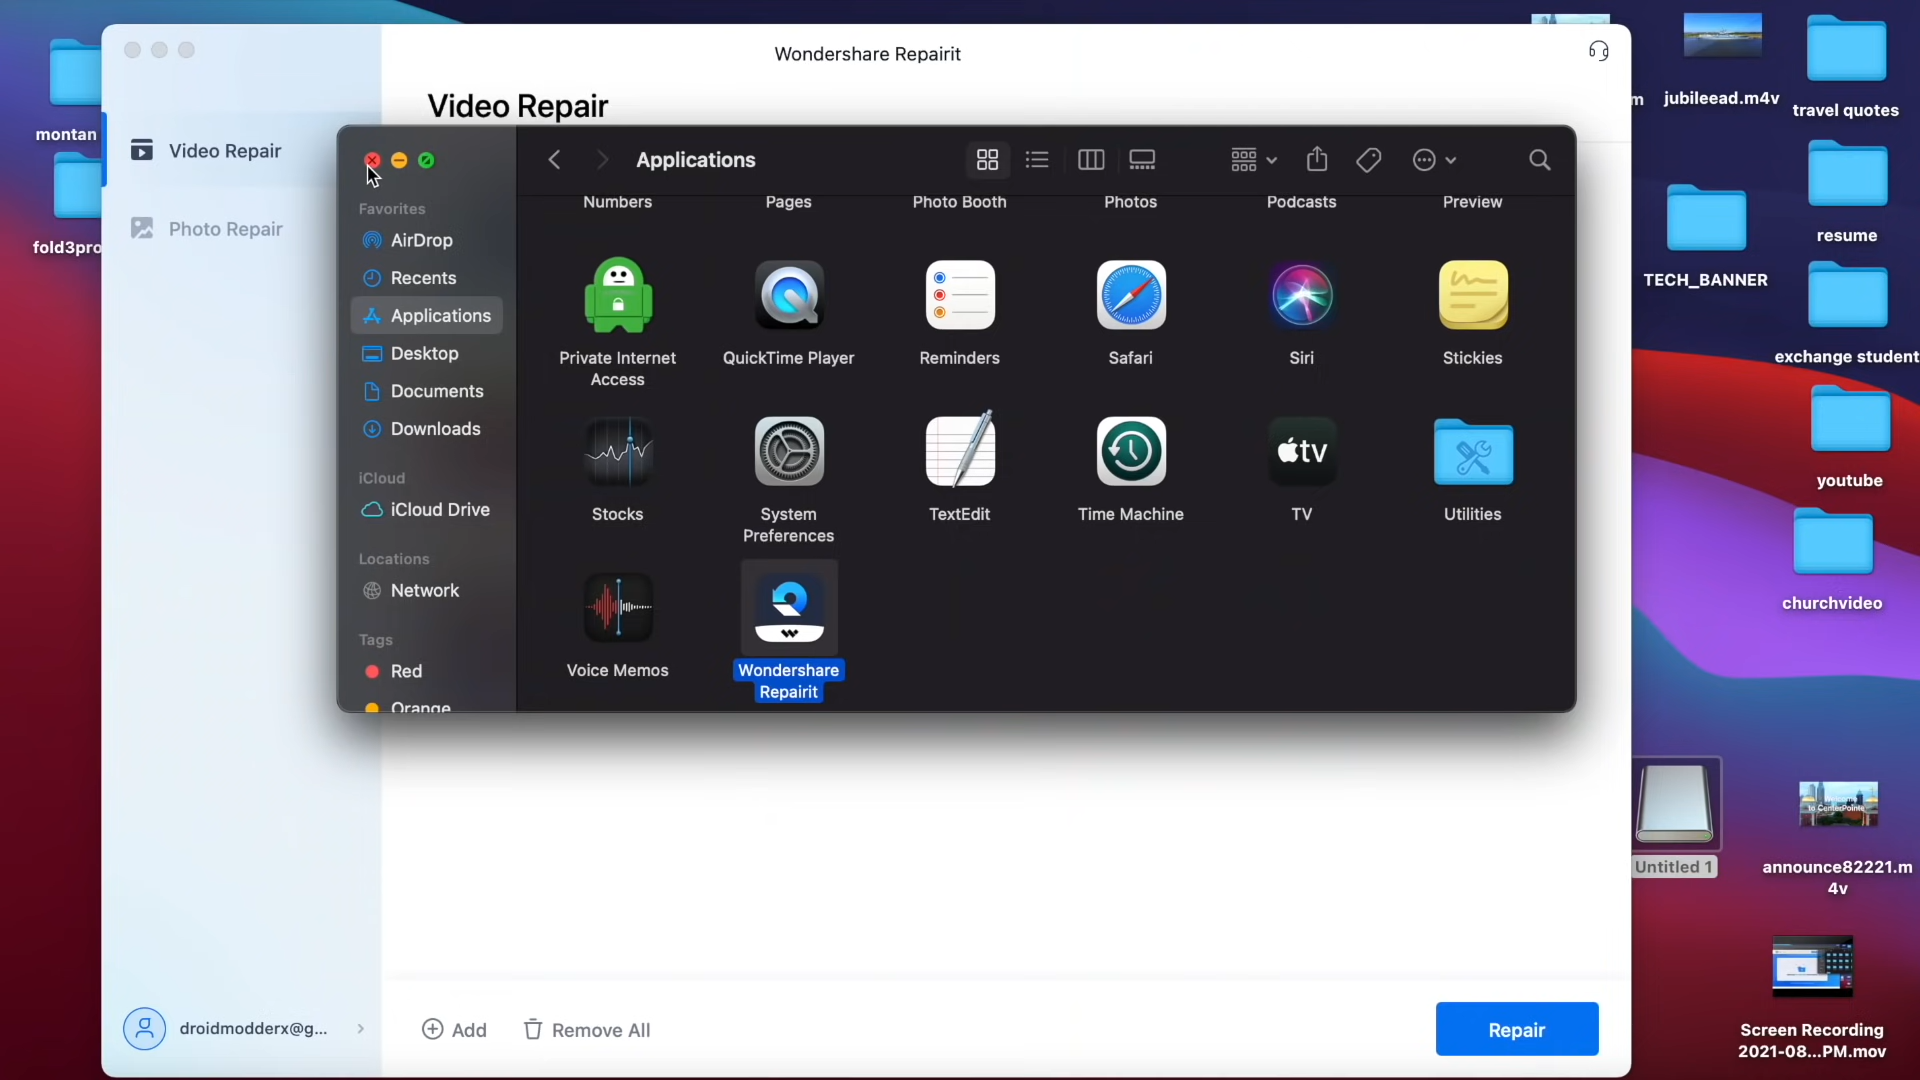 Wondershare Repairit
Video Repair
Video Repair
Photo Repair
Applications
Favorites
AirDrop
Recents
Applications
Desktop
Documents
Downloads
iCloud
iCloud Drive
Locations
Network
Tags
Red
Orange
Numbers
Pages
Photo Booth
Photos
Podcasts
Preview
Private Internet
Access
QuickTime Player
Reminders
Safari
Siri
Stickies
Stocks
System
Preferences
TextEdit
Time Machine
tv
TV
Utilities
Voice Memos
Wondershare
Repairit
droidmodderx@g...
Add
Remove All
Repair
montan
fold3pro
m
jubileead.m4v
travel quotes
TECH_BANNER
resume
exchange student
youtube
churchvideo
Untitled 1
Welcome
to CenterPointe
announce82221.m
4v
Screen Recording
2021-08...PM.mov